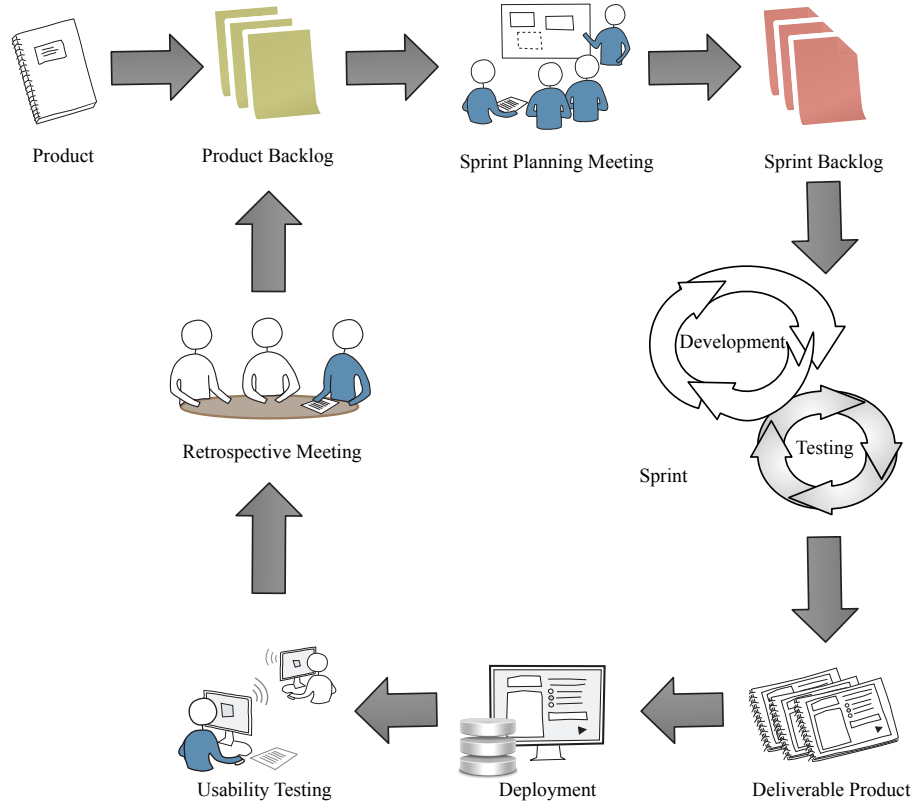 Product
Product Backlog
Sprint Planning Meeting
Sprint Backlog
Development
Testing
Sprint
Retrospective Meeting
Usability Testing
Deployment
Deliverable Product